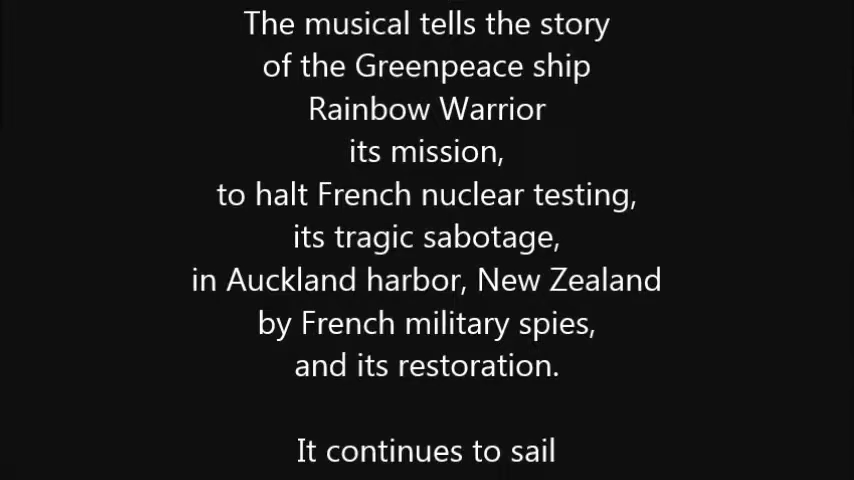 The musical tells the story
of the Greenpeace ship
Rainbow Warrior
its mission,
to halt French nuclear testing,
its tragic sabotage,
in Auckland harbor, New Zealand
by French military spies,
and its restoration.
It continues to sail